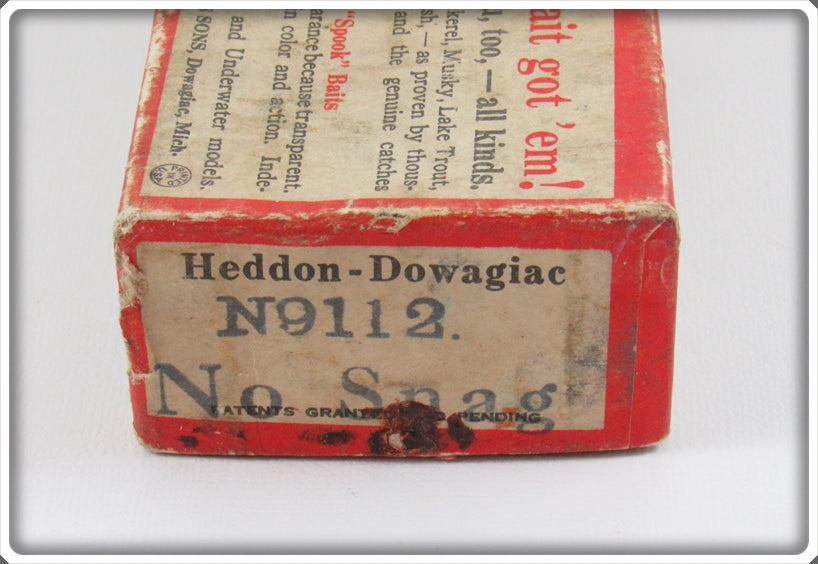 ait got 'em!
, too, — all kinds.
kerel, Musky, Lake Trout,
sh, — as proven by thous-
and the genuine catches
"Spook" Baits
arance because transparent.
in color and action. Inde-
and Underwater models.
SONS, Dowagiac, Mich.
Heddon-Dowagiac
N9112.
No Snag
PATENTS GRANTED AND PENDING